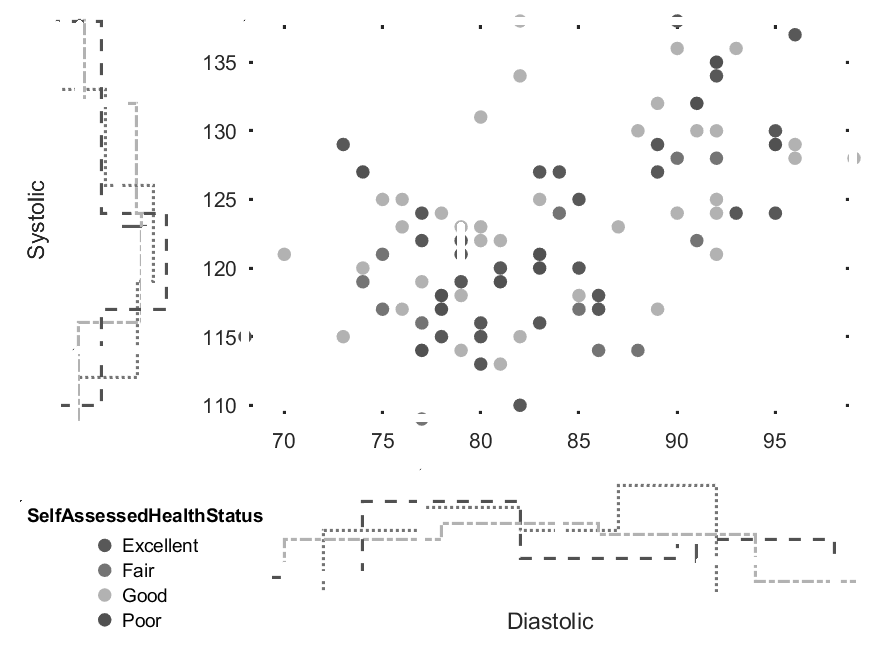 Systolic
135
130
125
120
115
110
70 75 80 85 90 95
SelfAssessedHealthStatus
Excellent
Fair
Good
Poor
Diastolic